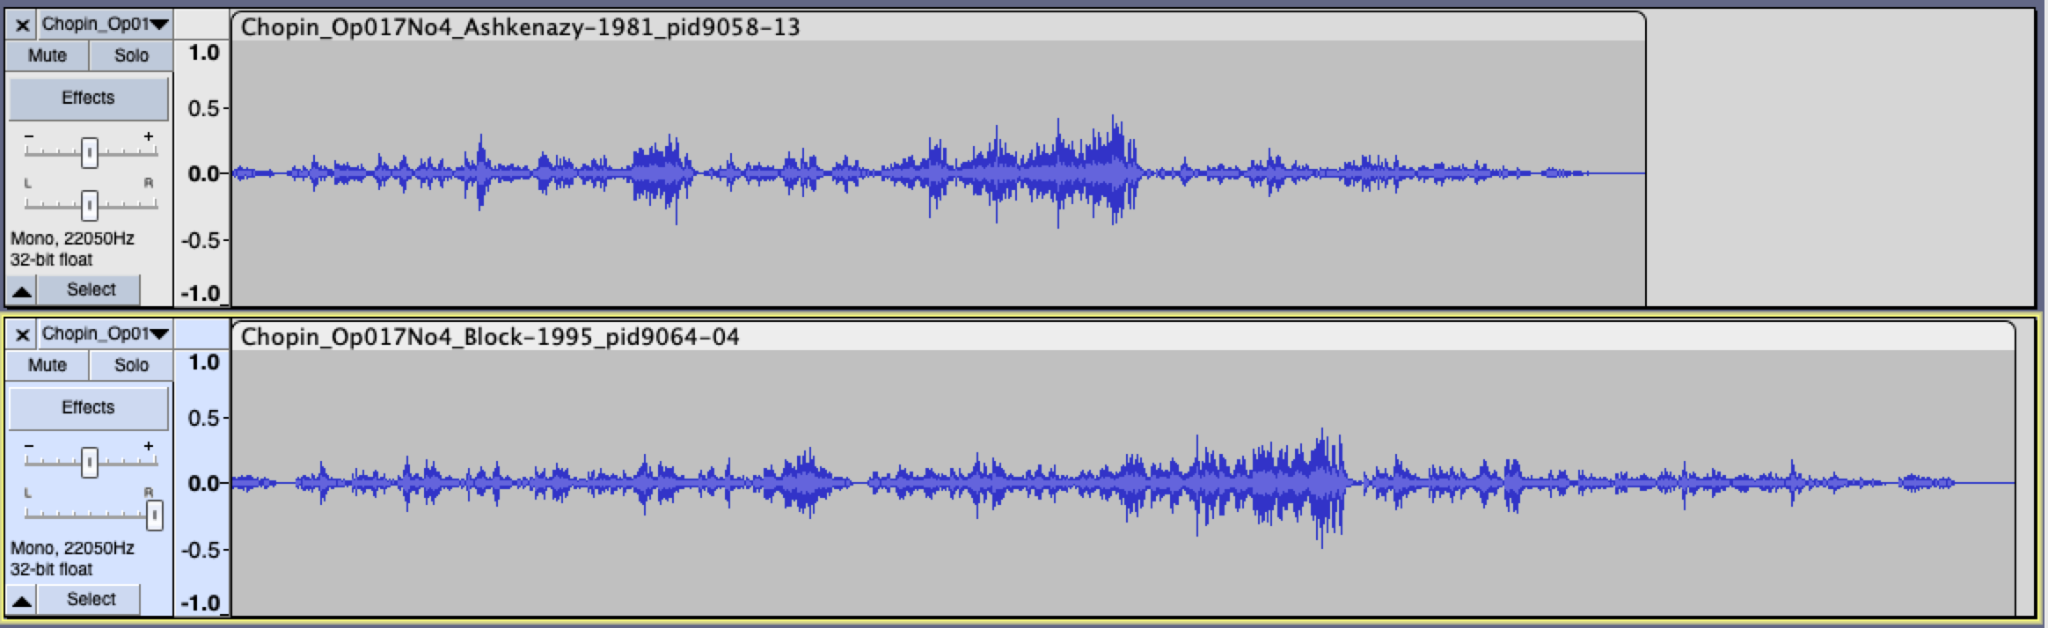 × Chopin_Op01▼ Chopin_Op017No4_Ashkenazy-1981_pid9058-13
Mute Solo
Effects
- +
L R
Mono, 22050Hz
32-bit float
▲ Select
1.0
0.5-
0.0-
-0.5-
-1.0
× Chopin_Op01▼ Chopin_Op017No4_Block-1995_pid9064-04
Mute Solo
Effects
- +
L R
Mono, 22050Hz
32-bit float
▲ Select
1.0
0.5-
0.0-
-0.5-
-1.0